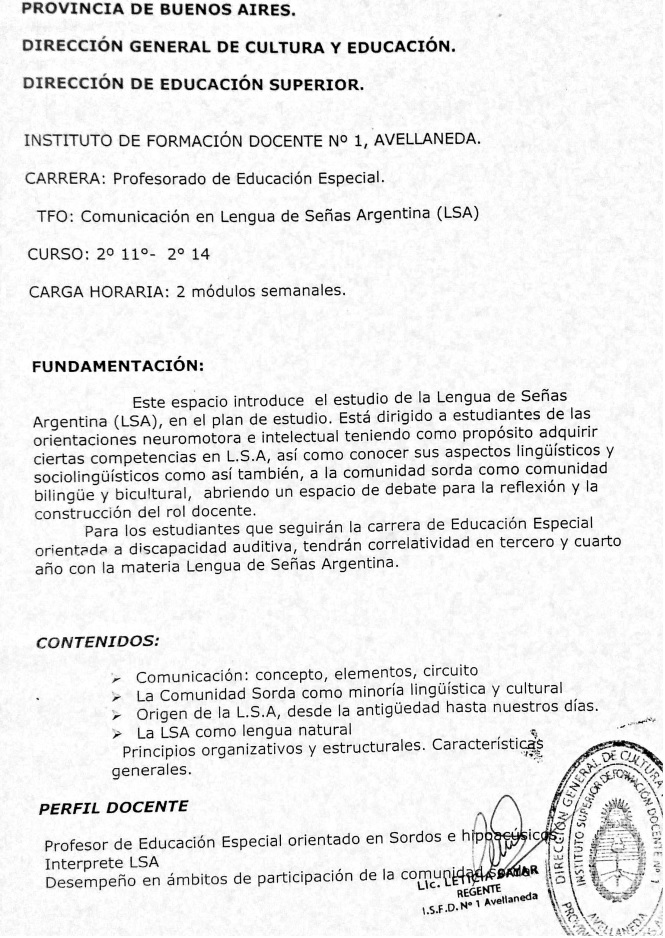 PROVINCIA DE BUENOS AIRES.
DIRECCIÓN GENERAL DE CULTURA Y EDUCACIÓN.
DIRECCIÓN DE EDUCACIÓN SUPERIOR.
INSTITUTO DE FORMACIÓN DOCENTE Nº 1, AVELLANEDA.
CARRERA: Profesorado de Educación Especial.
TFO: Comunicación en Lengua de Señas Argentina (LSA)
CURSO: 2º 11º- 2º 14
CARGA HORARIA: 2 módulos semanales.
FUNDAMENTACIÓN:
Este espacio introduce el estudio de la Lengua de Señas
Argentina (LSA), en el plan de estudio. Está dirigido a estudiantes de las
orientaciones neuromotora e intelectual teniendo como propósito adquirir
ciertas competencias en L.S.A, así como conocer sus aspectos lingüísticos y
sociolingüísticos como así también, a la comunidad sorda como comunidad
bilingüe y bicultural, abriendo un espacio de debate para la reflexión y la
construcción del rol docente.
Para los estudiantes que seguirán la carrera de Educación Especial
orientada a discapacidad auditiva, tendrán correlatividad en tercero y cuarto
año con la materia Lengua de Señas Argentina.
CONTENIDOS:
➢ Comunicación: concepto, elementos, circuito
➢ La Comunidad Sorda como minoría lingüística y cultural
➢ Origen de la L.S.A, desde la antigüedad hasta nuestros días.
➢ La LSA como lengua natural
Principios organizativos y estructurales. Características
generales.
PERFIL DOCENTE
Profesor de Educación Especial orientado en Sordos e hipoacúsicos
Interprete LSA
Desempeño en ámbitos de participación de la comunidad sorda
Lic. LETICIA
REGENTE
I.S.F.D. Nº 1 Avellaneda
DIRECCIÓN GENERAL DE CULTURA
INSTITUTO SUPERIOR DE FORMACIÓN DOCENTE Nº 1
AVELLANEDA